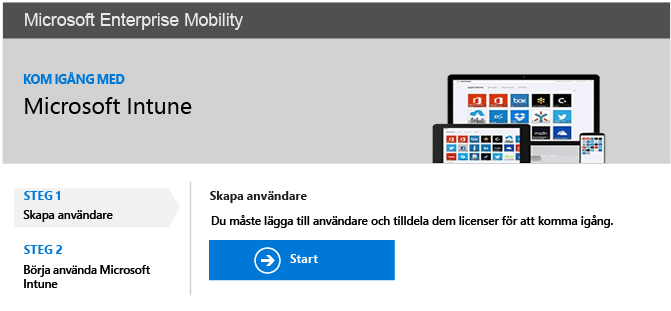 Microsoft Enterprise Mobility
KOM IGÅNG MED
Microsoft Intune
STEG 1
Skapa användare
STEG 2
Börja använda Microsoft
Intune
Skapa användare
Du måste lägga till användare och tilldela dem licenser för att komma igång.
Start